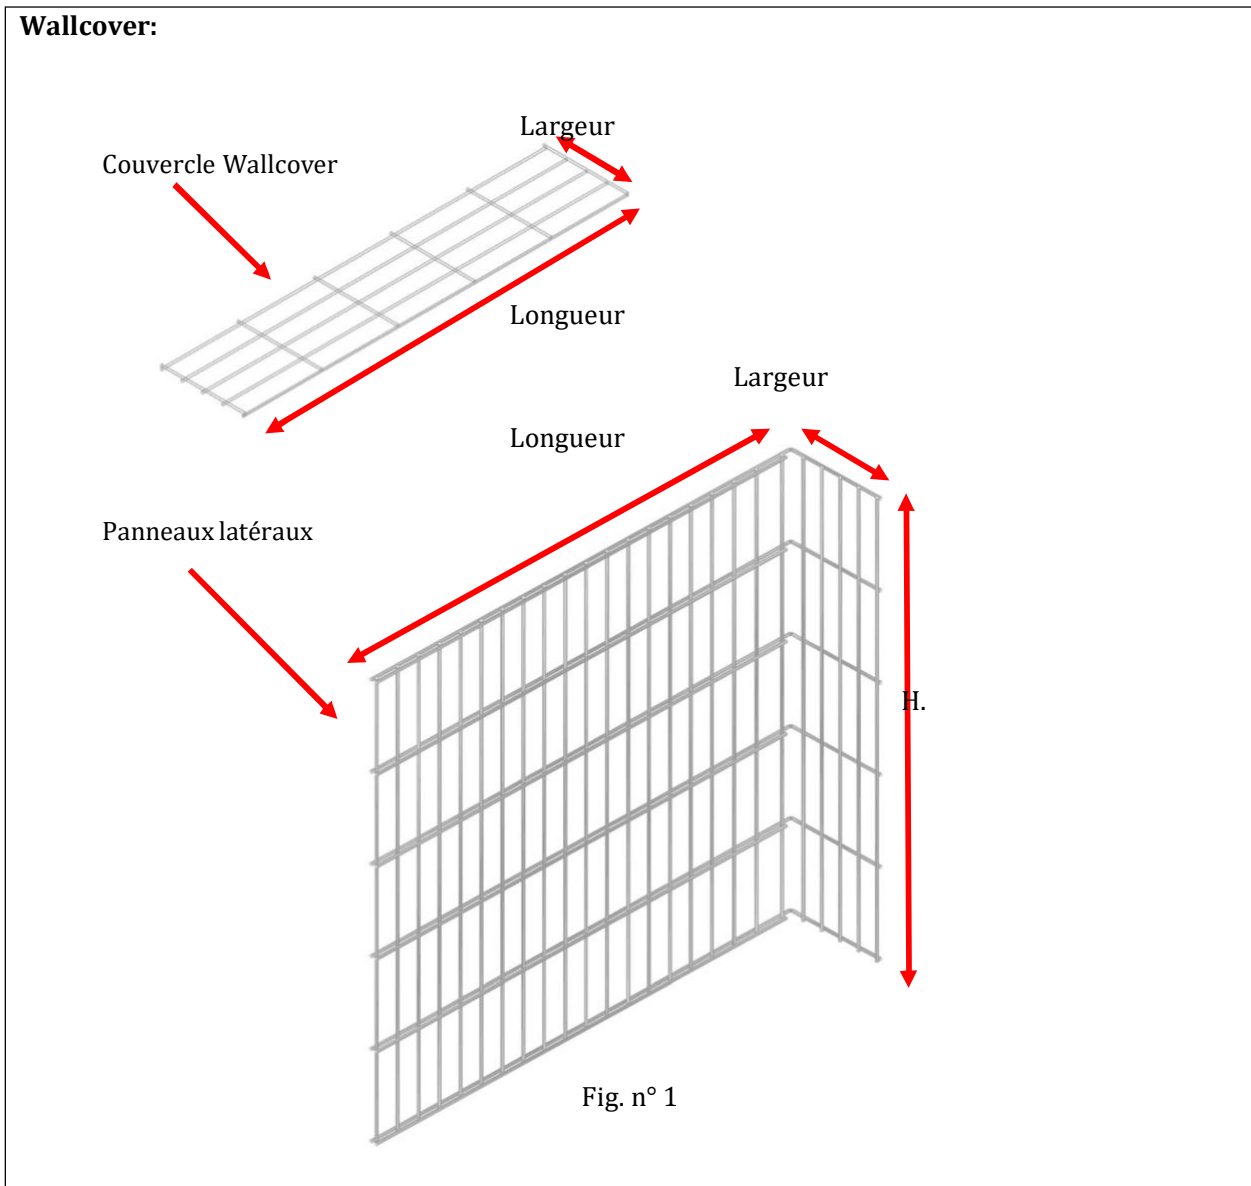 Wallcover:
Largeur
Couvercle Wallcover
Longueur
Largeur
Longueur
Panneaux latéraux
H.
Fig. n° 1